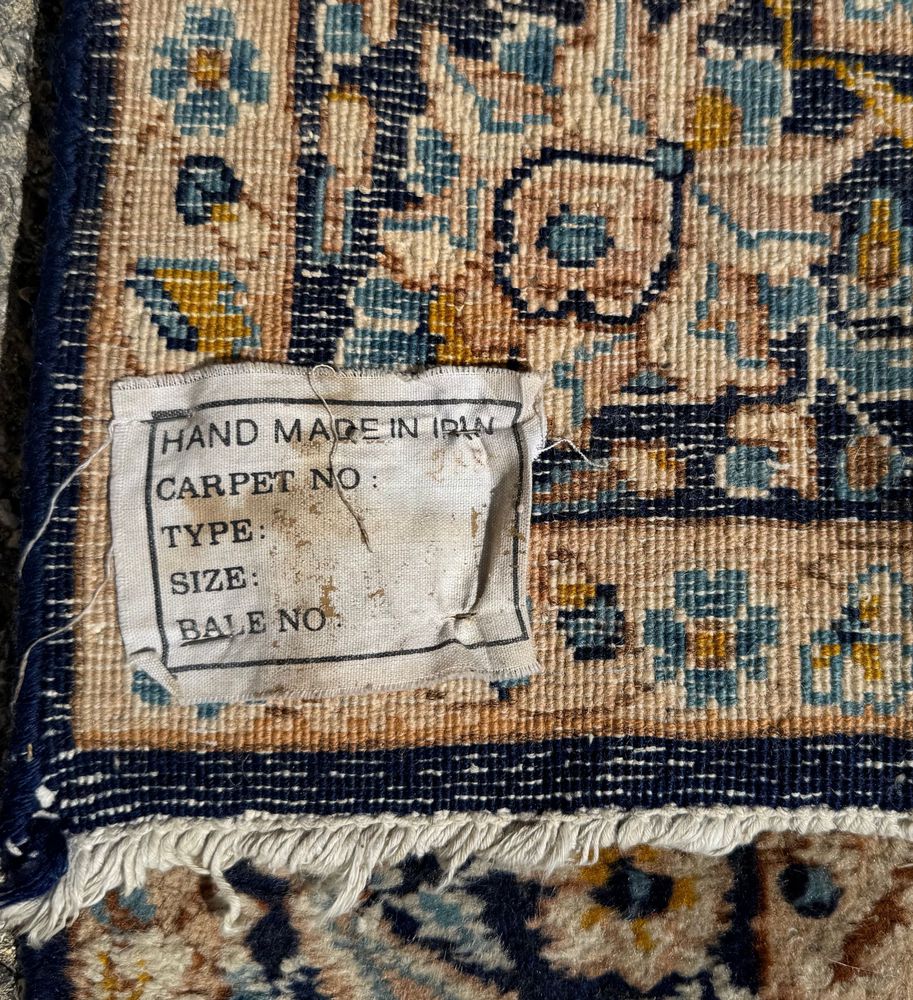 HAND MADE IN IRAN
CARPET NO :
TYPE:
SIZE:
BALE NO :